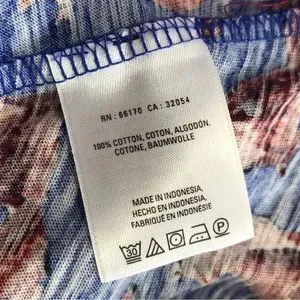 RN : 66170 CA : 32054
100% COTTON, COTON, ALGODÓN,
COTONE, BAUMWOLLE
MADE IN INDONESIA,
HECHO EN INDONESIA,
FABRIQUÉ EN INDONÉSIE
30
P